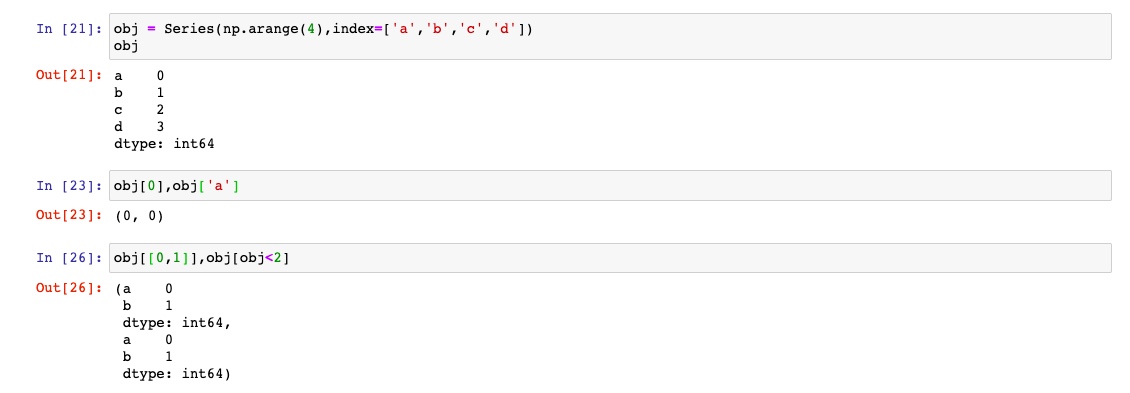 In [21]: obj = Series(np.arange(4),index=['a','b','c','d'])
obj
Out[21]: a    0
b    1
c    2
d    3
dtype: int64
In [23]: obj[0],obj['a']
Out[23]: (0, 0)
In [26]: obj[[0,1]],obj[obj<2]
Out[26]: (a    0
b    1
dtype: int64,
a    0
b    1
dtype: int64)